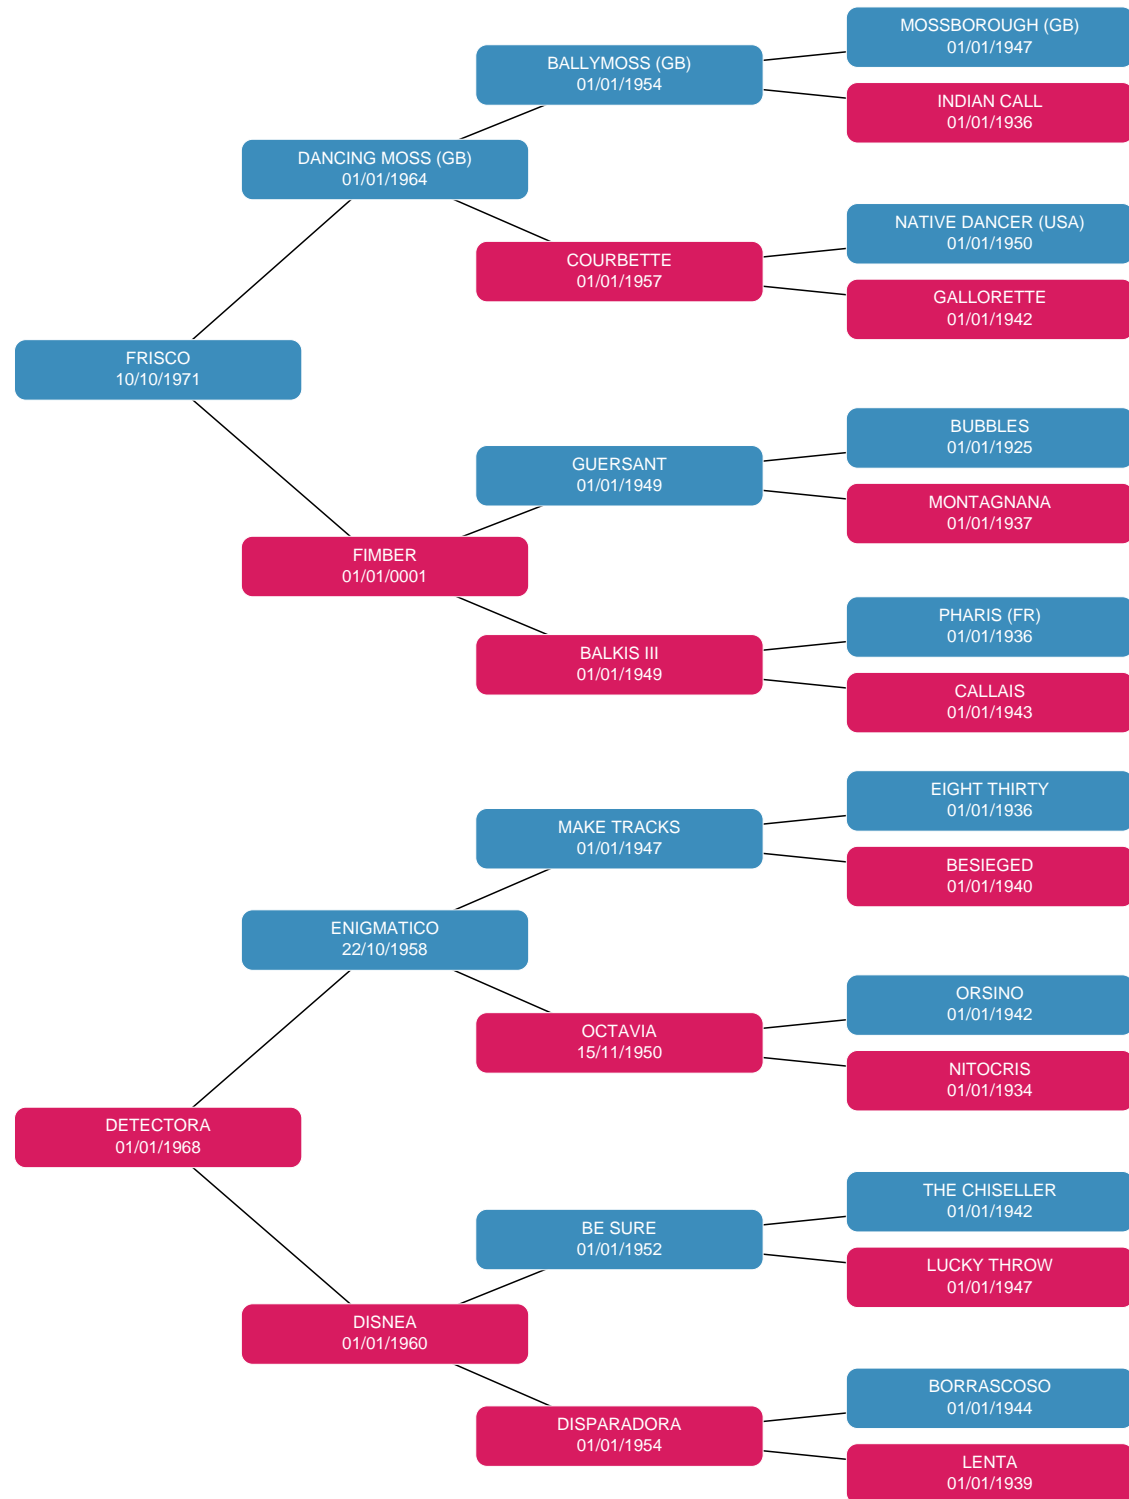 MOSSBOROUGH (GB)
01/01/1947
BALLYMOSS (GB)
01/01/1954
INDIAN CALL
01/01/1936
DANCING MOSS (GB)
01/01/1964
NATIVE DANCER (USA)
01/01/1950
COURBETTE
01/01/1957
GALLORETTE
01/01/1942
FRISCO
10/10/1971
BUBBLES
01/01/1925
GUERSANT
01/01/1949
MONTAGNANA
01/01/1937
FIMBER
01/01/0001
PHARIS (FR)
01/01/1936
BALKIS III
01/01/1949
CALLAIS
01/01/1943
EIGHT THIRTY
01/01/1936
MAKE TRACKS
01/01/1947
BESIEGED
01/01/1940
ENIGMATICO
22/10/1958
ORSINO
01/01/1942
OCTAVIA
15/11/1950
NITOCRIS
01/01/1934
DETECTORA
01/01/1968
THE CHISELLER
01/01/1942
BE SURE
01/01/1952
LUCKY THROW
01/01/1947
DISNEA
01/01/1960
BORRASCOSO
01/01/1944
DISPARADORA
01/01/1954
LENTA
01/01/1939